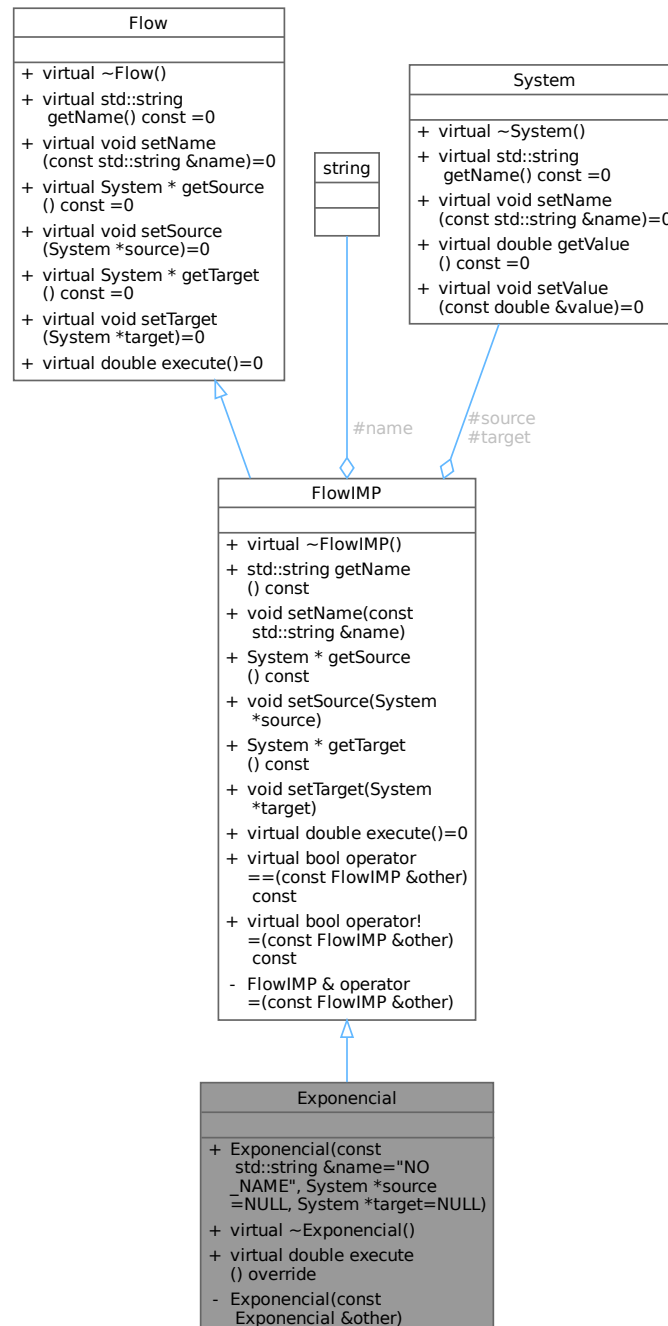 Flow
+ virtual ~Flow()
+ virtual std::string
getName() const =0
+ virtual void setName
(const std::string &name)=0
+ virtual System * getSource
() const =0
+ virtual void setSource
(System *source)=0
+ virtual System * getTarget
() const =0
+ virtual void setTarget
(System *target)=0
+ virtual double execute()=0
string
System
+ virtual ~System()
+ virtual std::string
getName() const =0
+ virtual void setName
(const std::string &name)=0
+ virtual double getValue
() const =0
+ virtual void setValue
(const double &value)=0
#name
#source
#target
FlowIMP
+ virtual ~FlowIMP()
+ std::string getName
() const
+ void setName(const
std::string &name)
+ System * getSource
() const
+ void setSource(System
*source)
+ System * getTarget
() const
+ void setTarget(System
*target)
+ virtual double execute()=0
+ virtual bool operator
==(const FlowIMP &other)
const
+ virtual bool operator!
=(const FlowIMP &other)
const
- FlowIMP & operator
=(const FlowIMP &other)
Exponencial
+ Exponencial(const
std::string &name="NO
_NAME", System *source
=NULL, System *target=NULL)
+ virtual ~Exponencial()
+ virtual double execute
() override
- Exponencial(const
Exponencial &other)